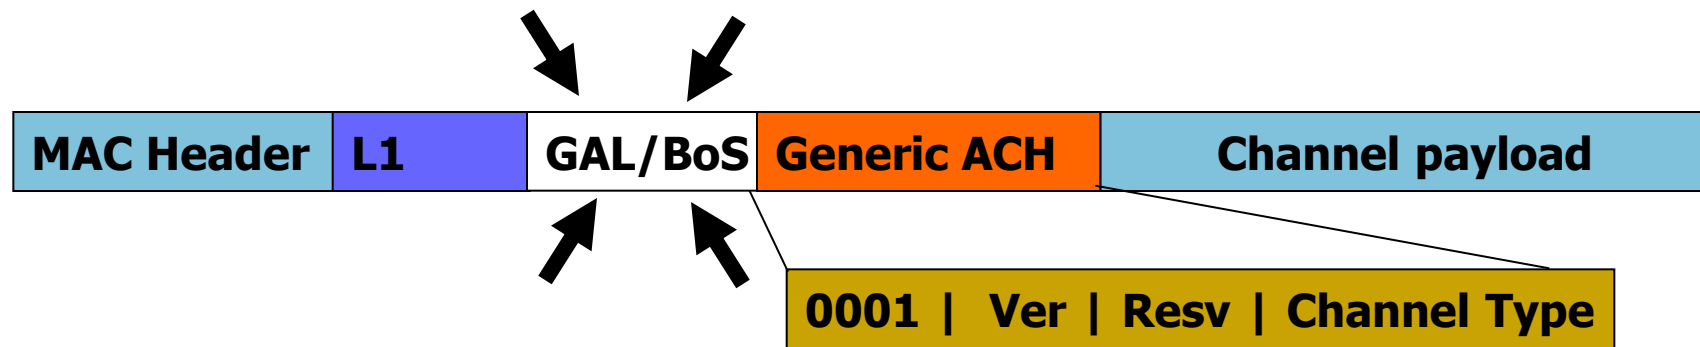 MAC Header L1 GAL/BoS Generic ACH Channel payload
0001 | Ver | Resv | Channel Type